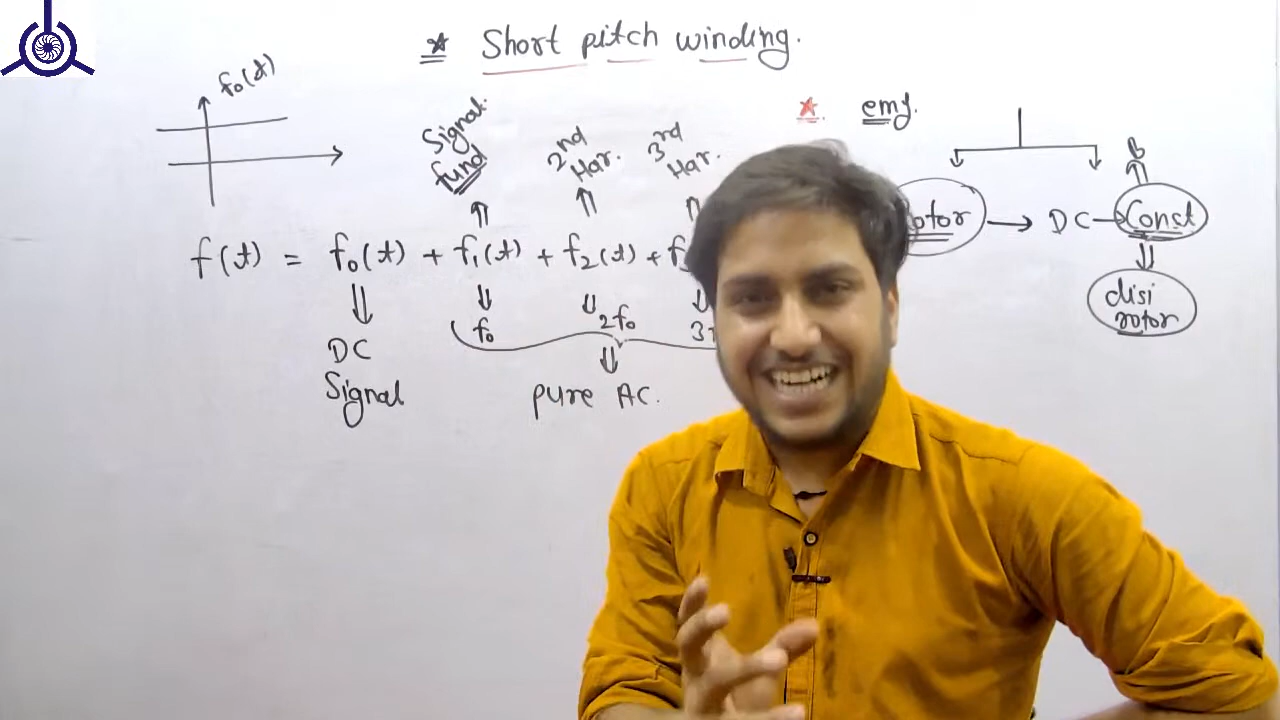 * Short pitch winding.
f₀(t)
Signal fund
2nd Har.
3rd Har.
* emf.
f(t) = f₀(t) + f₁(t) + f₂(t) +
f₀
2f₀
DC Signal
pure AC.
DC
Const
rotor